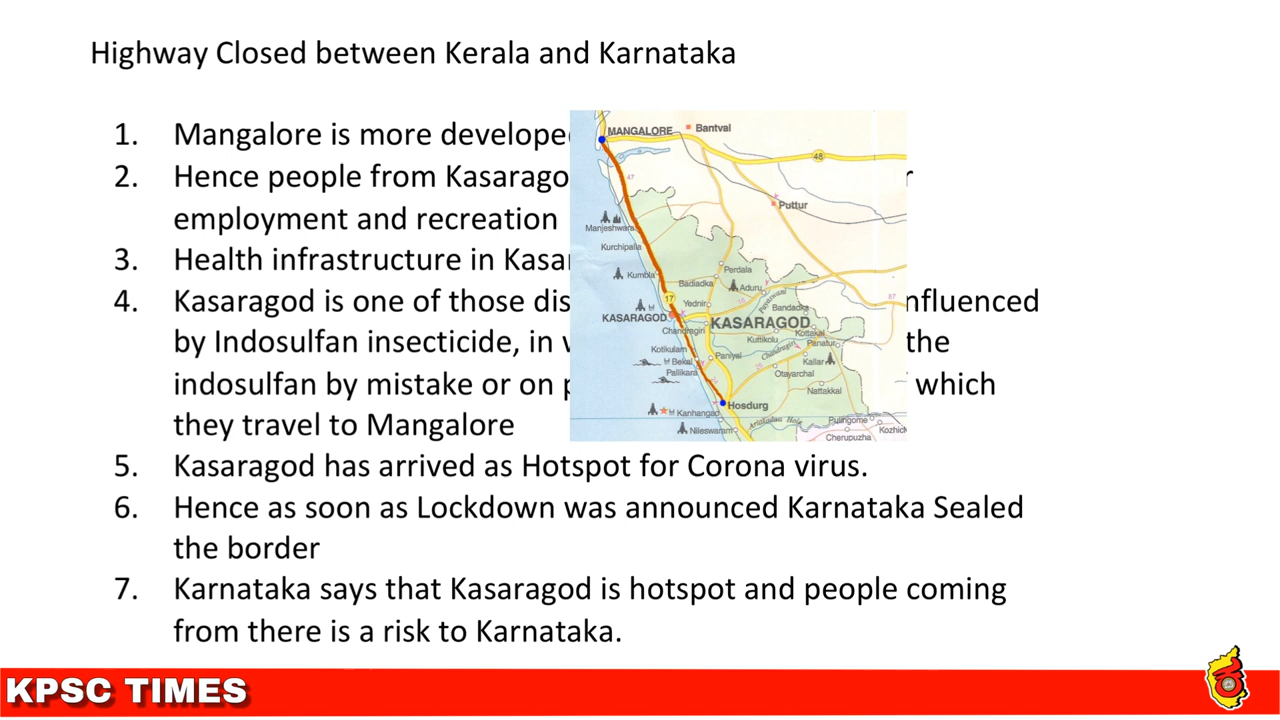 Highway Closed between Kerala and Karnataka
1. Mangalore is more develope
2. Hence people from Kasarago
employment and recreation
3. Health infrastructure in Kasa
4. Kasaragod is one of those dis nfluenced
by Indosulfan insecticide, in the
indosulfan by mistake or on which
they travel to Mangalore
5. Kasaragod has arrived as Hotspot for Corona virus.
6. Hence as soon as Lockdown was announced Karnataka Sealed
the border
7. Karnataka says that Kasaragod is hotspot and people coming
from there is a risk to Karnataka.
MANGALORE
Bantval
48
47
Puttur
Manjeshwara
Kurchipalla
Perdala
Kumbla
Badiadka
Aduru
17
Yednir
Bandadka
87
KASARAGOD
KASARAGOD
Chandragiri
Kottakal
Kuttikolu
Panatur
Kotikulam
Paniyal
Chandragiri
Bekal
Kallar
Pallikara
Otayarchal
Nattakkal
Hosdurg
Kanhangad
Pulingome
Nileswaram
Kozhich
Cherupuzha
KPSC TIMES